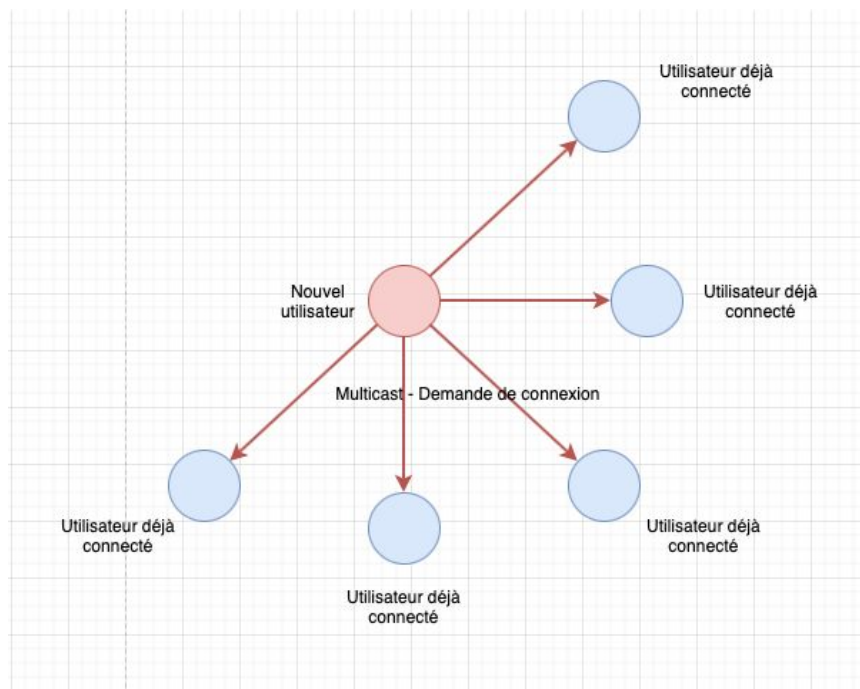 Utilisateur déjà
connecté
Nouvel
utilisateur
Utilisateur déjà
connecté
Multicast - Demande de connexion
Utilisateur déjà
connecté
Utilisateur déjà
connecté
Utilisateur déjà
connecté